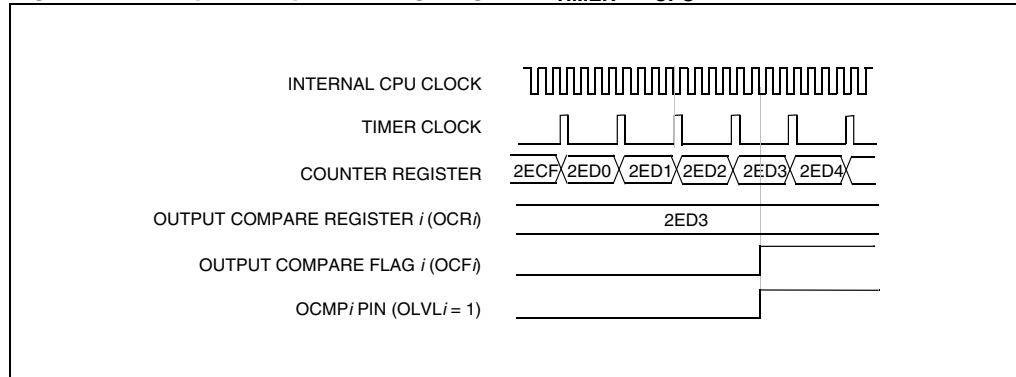 INTERNAL CPU CLOCK
TIMER CLOCK
COUNTER REGISTER 2ECF 2ED0 2ED1 2ED2 2ED3 2ED4
OUTPUT COMPARE REGISTER i (OCRi) 2ED3
OUTPUT COMPARE FLAG i (OCFi)
OCMPi PIN (OLVLi = 1)